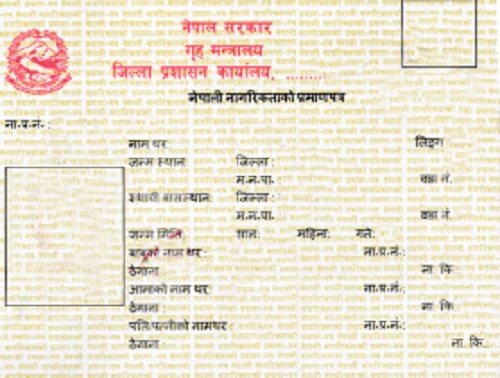 नेपाल सरकार
गृह मन्त्रालय
जिल्ला प्रशासन कार्यालय, .........
नेपाली नागरिकताको प्रमाणपत्र
ना.प्र.नं.:
नाम थर: लिङ्ग
जन्म स्थान: जिल्ला:
म.न.पा.: वडा नं.
स्थायी बासस्थान: जिल्ला:
म.न.पा.: वडा नं.
जन्म मिति: साल: महिना: गते:
बाबुको नाम थर: ना.प्र.नं.:
ठेगाना ना. कि.
आमाको नाम थर: ना.प्र.नं.:
ठेगाना: ना. कि.
पति/पत्नीको नामथर: ना.प्र.नं.:
ठेगाना ना. कि.